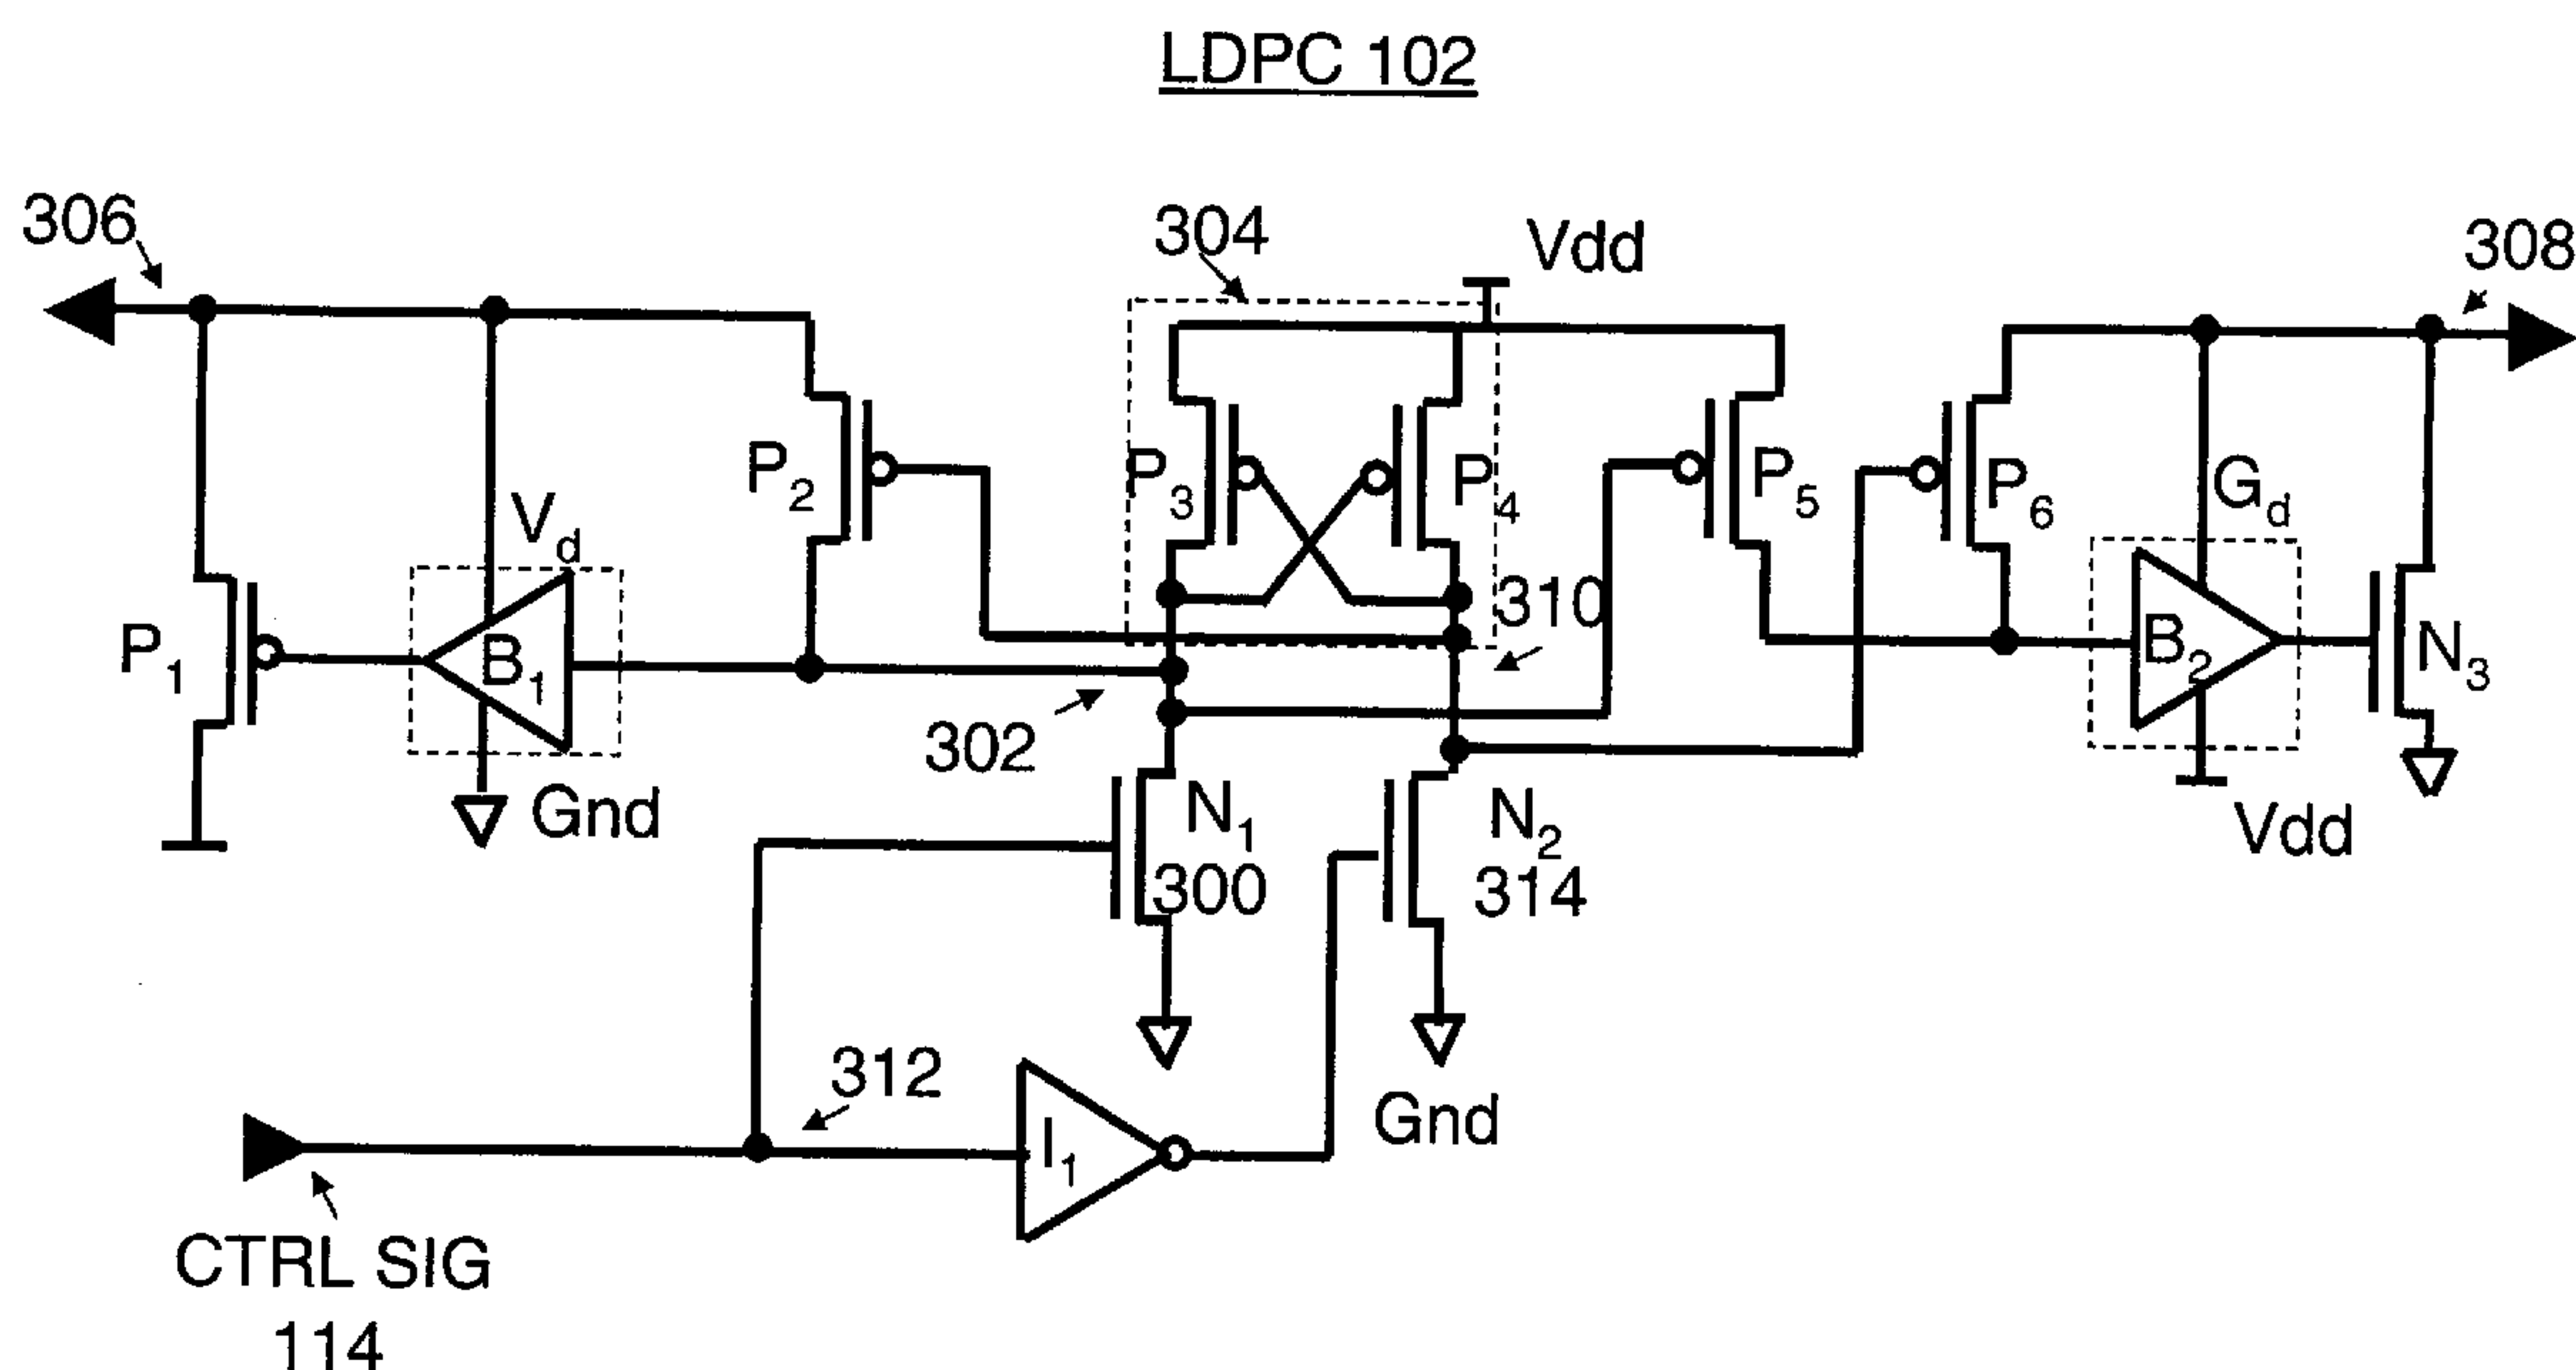 LDPC 102
306
304
Vdd
308
P2
P3
P4
P5
P6
Gd
Vd
310
P1
B1
B2
N3
302
Gnd
N1
300
N2
314
Vdd
312
I1
Gnd
CTRL SIG
114